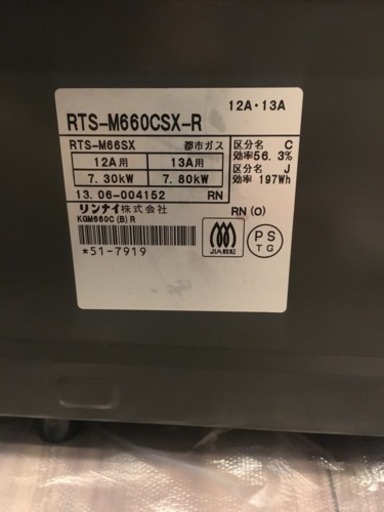 12A・13A
RTS-M660CSX-R
RTS-M66SX 都市ガス 区分名 C
12A用 13A用 効率56.3%
7.30kW 7.80kW 区分名 J
効率 197Wh
13.06-004152 RN
リンナイ株式会社 RN(O)
KGM660C(B)R
*51-7919
JIA認証
PS
TG